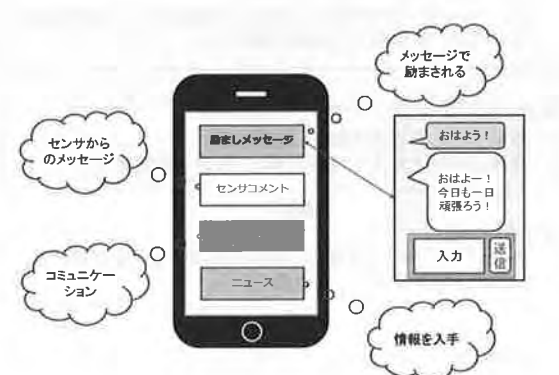 メッセージで
励まされる
センサから
のメッセージ
励ましメッセージ
センサコメント
ニュース
コミュニケー
ション
おはよう！
おはよー！
今日も一日
頑張ろう！
入力
送
信
情報を入手